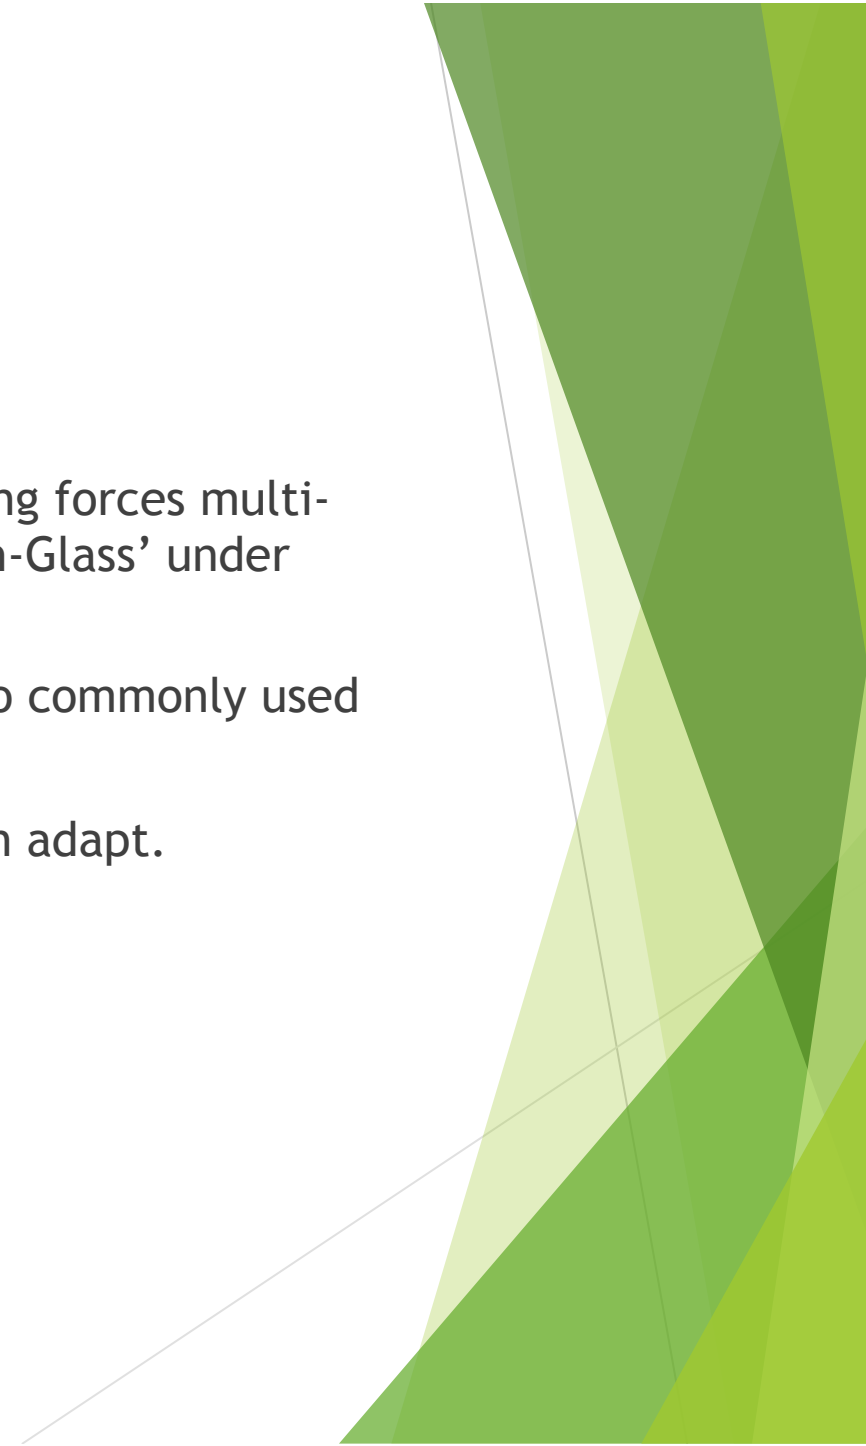 ng forces multi-
n-Glass’ under
o commonly used
n adapt.